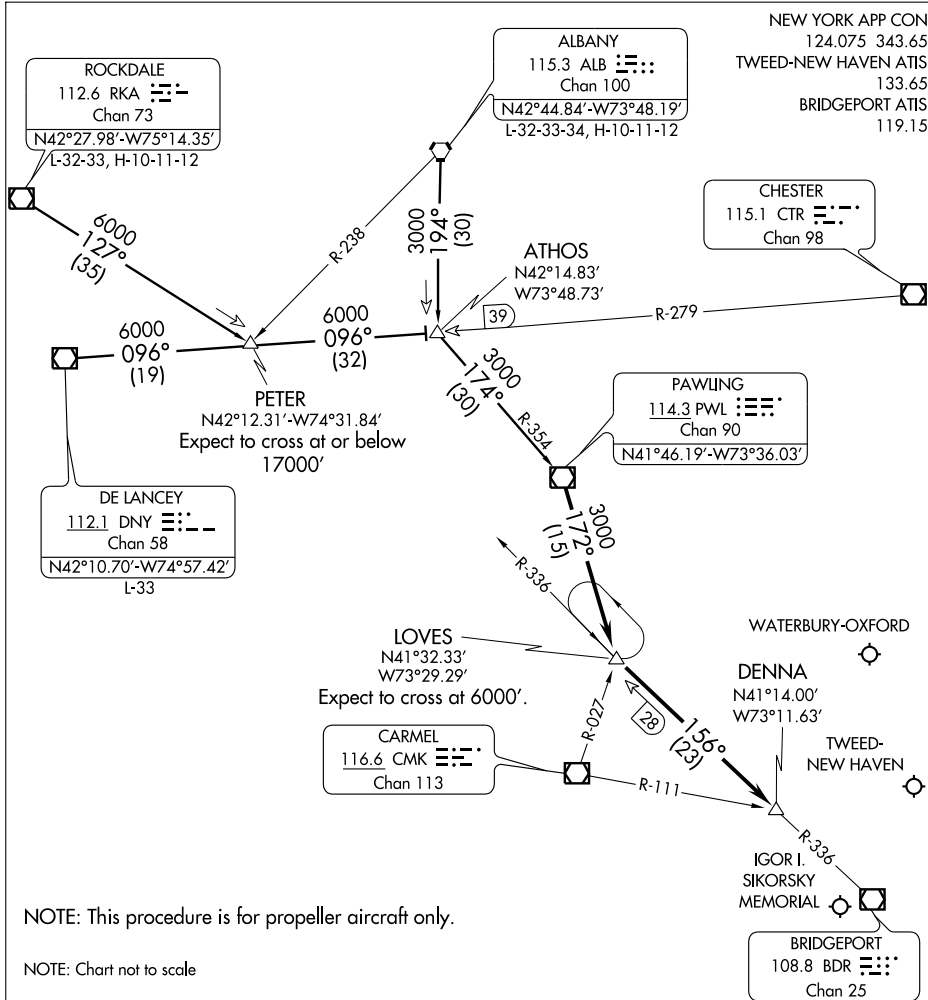 NEW YORK APP CON
124.075 343.65
TWEED-NEW HAVEN ATIS
133.65
BRIDGEPORT ATIS
119.15
ALBANY
115.3 ALB
Chan 100
N42°44.84'-W73°48.19'
L-32-33-34, H-10-11-12
ROCKDALE
112.6 RKA
Chan 73
N42°27.98'-W75°14.35'
L-32-33, H-10-11-12
CHESTER
115.1 CTR
Chan 98
6000
127°
(35)
R-238
3000
194°
(30)
ATHOS
N42°14.83'
W73°48.73'
39
R-279
6000
096°
(19)
6000
096°
(32)
PETER
N42°12.31'-W74°31.84'
Expect to cross at or below
17000'
3000
174°
(30)
R-354
PAWLING
114.3 PWL
Chan 90
N41°46.19'-W73°36.03'
DE LANCEY
112.1 DNY
Chan 58
N42°10.70'-W74°57.42'
L-33
3000
172°
(15)
R-336
LOVES
N41°32.33'
W73°29.29'
Expect to cross at 6000'.
WATERBURY-OXFORD
DENNA
N41°14.00'
W73°11.63'
R-027
28
156°
(23)
CARMEL
116.6 CMK
Chan 113
R-111
TWEED-
NEW HAVEN
R-336
IGOR I.
SIKORSKY
MEMORIAL
BRIDGEPORT
108.8 BDR
Chan 25
NOTE: This procedure is for propeller aircraft only.
NOTE: Chart not to scale